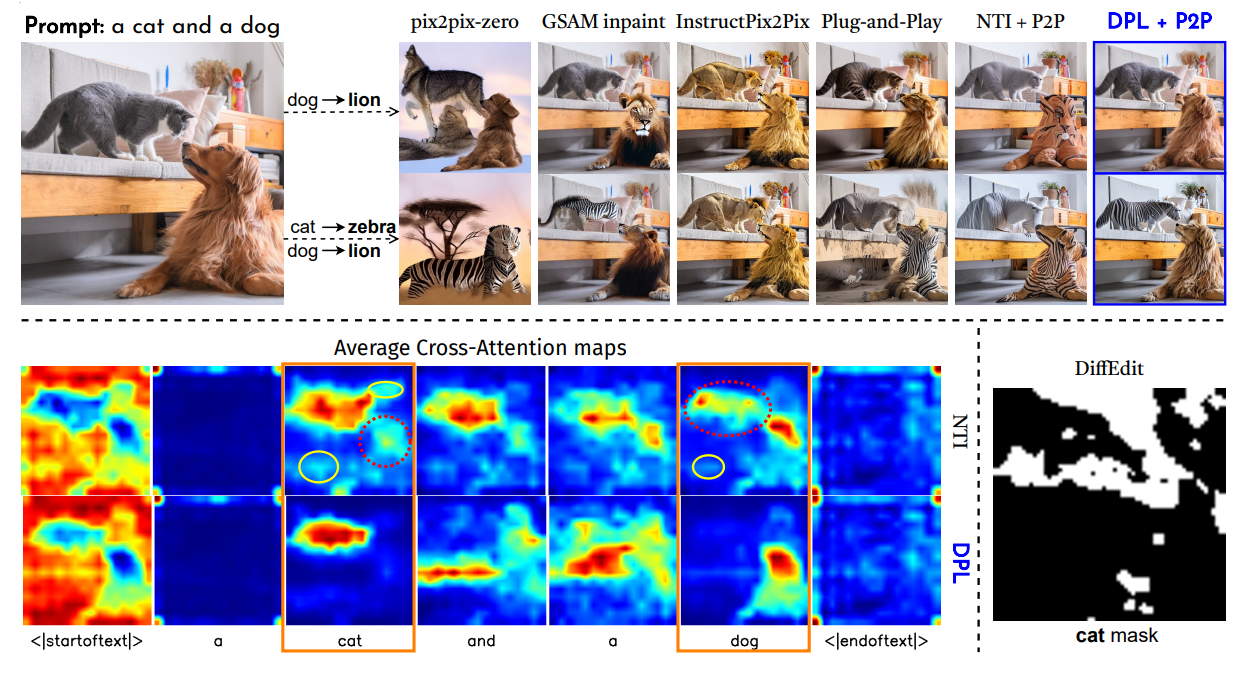 Prompt: a cat and a dog
pix2pix-zero
GSAM inpaint
InstructPix2Pix
Plug-and-Play
NTI + P2P
DPL + P2P
dog → lion
cat → zebra
dog → lion
Average Cross-Attention maps
DiffEdit
NTI
DPL
<|startoftext|>
a
cat
and
a
dog
<|endoftext|>
cat mask